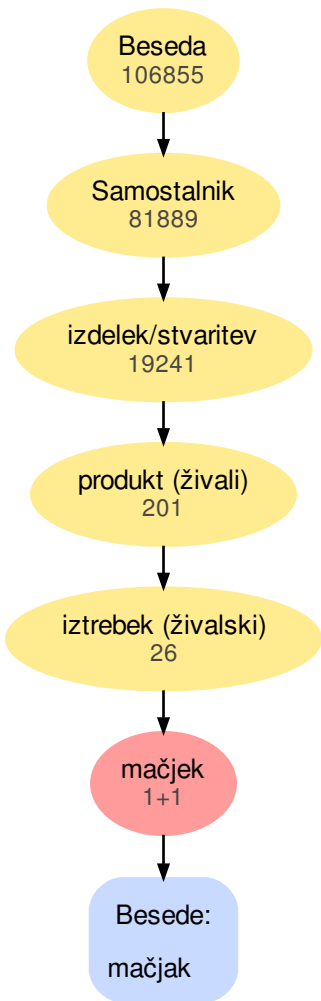 Beseda
106855
Samostalnik
81889
izdelek/stvaritev
19241
produkt (živali)
201
iztrebek (živalski)
26
mačjek
1+1
Besede:
mačjak